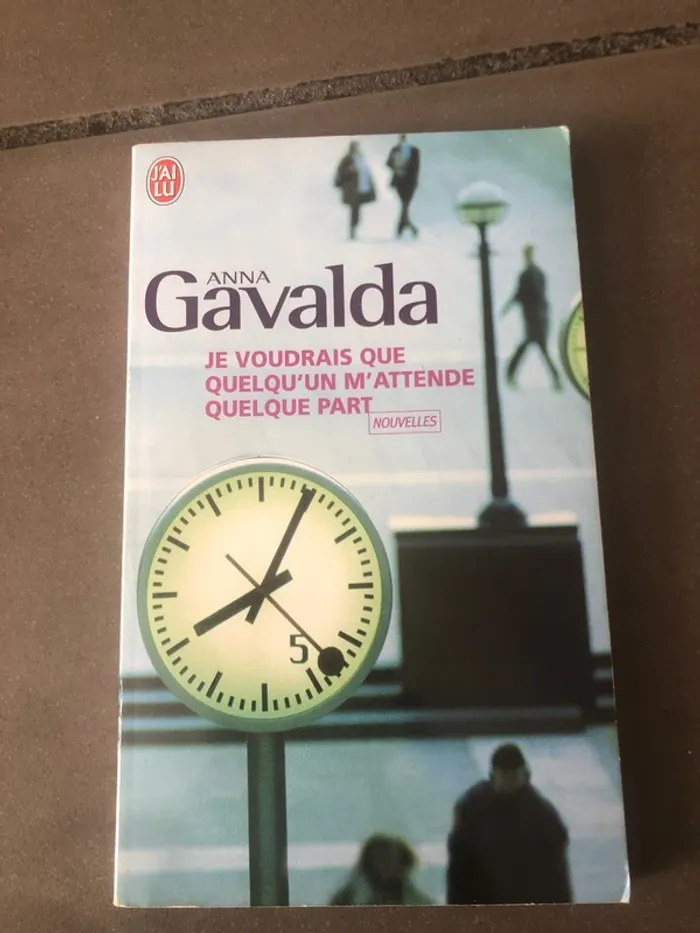 J'AI
LU
ANNA
Gavalda
JE VOUDRAIS QUE
QUELQU'UN M'ATTENDE
QUELQUE PART
NOUVELLES
5